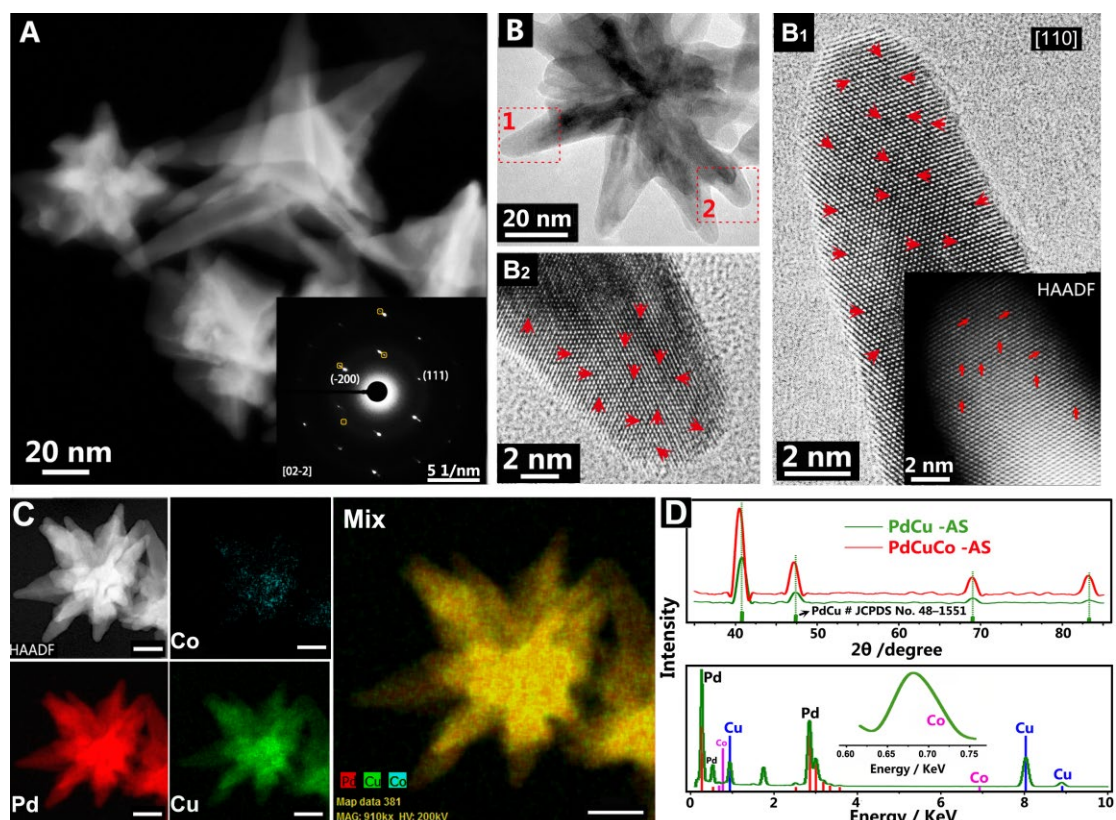 A
(-200)
(111)
20 nm
[02-2]
5 1/nm
B
1
2
20 nm
B2
2 nm
B1
[110]
HAADF
2 nm
2 nm
C
HAADF
Co
Pd
Cu
Mix
Pd Cu Co
Map data 381
MAG: 910kx HV: 200kV
D
PdCu -AS
PdCuCo -AS
PdCu # JCPDS No. 48–1551
40 50 60 70 80
2θ /degree
Intensity
Pd
Pd
Co
Cu
Pd
Co
0.60 0.65 0.70 0.75
Energy / KeV
Co
Cu
Cu
0 2 4 6 8 10
Energy / KeV